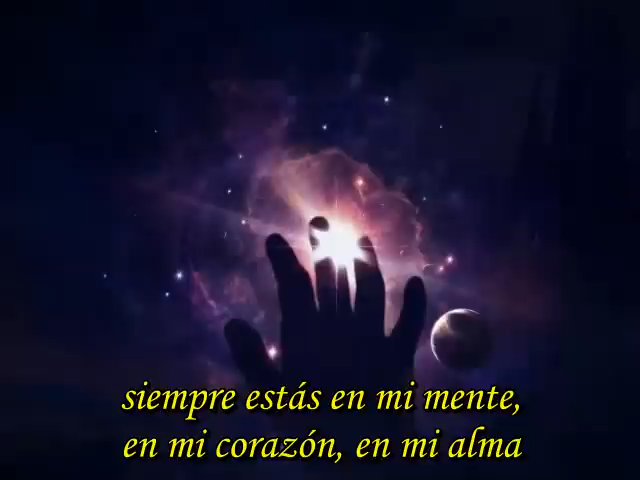 siempre estás en mi mente,
en mi corazón, en mi alma